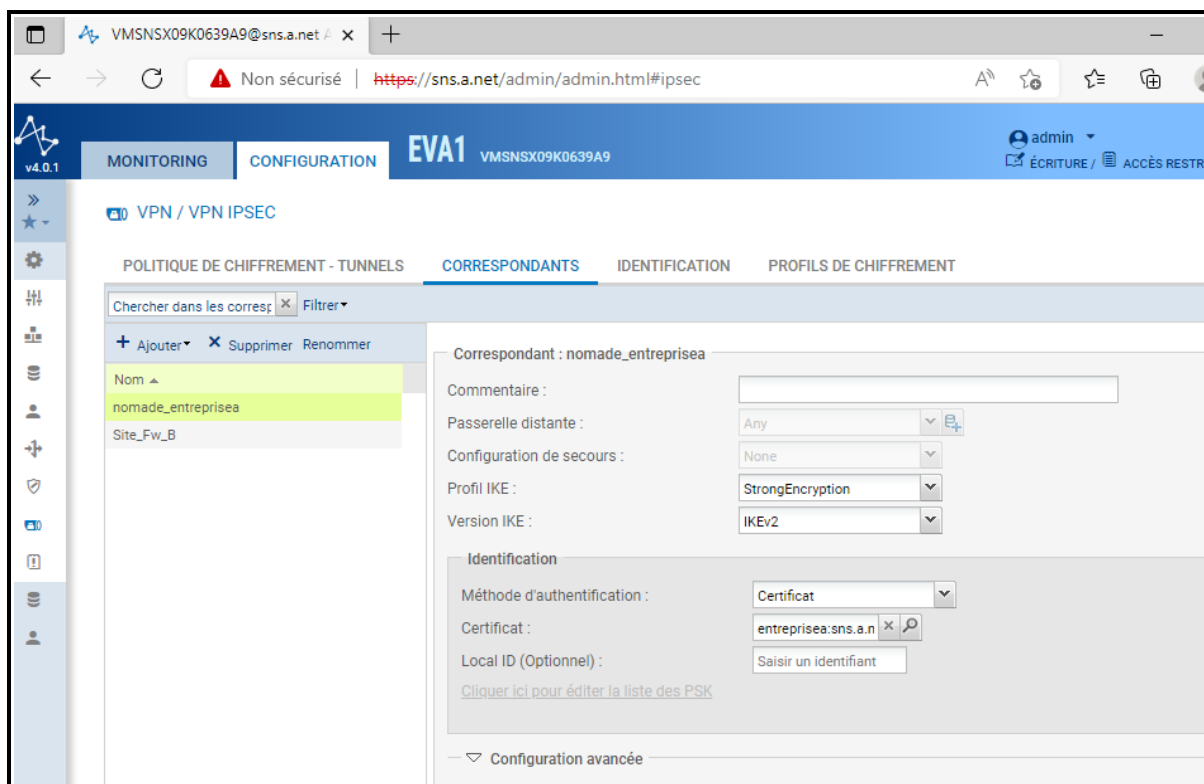 VMSNSX09K0639A9@sns.a.net
Non sécurisé | https://sns.a.net/admin/admin.html#ipsec
v4.0.1
MONITORING CONFIGURATION EVA1 VMSNSX09K0639A9
admin
ÉCRITURE / ACCÈS RESTR
VPN / VPN IPSEC
POLITIQUE DE CHIFFREMENT - TUNNELS CORRESPONDANTS IDENTIFICATION PROFILS DE CHIFFREMENT
Chercher dans les corresp Filtrer
Ajouter Supprimer Renommer
Nom
nomade_entreprisea
Site_Fw_B
Correspondant : nomade_entreprisea
Commentaire :
Passerelle distante : Any
Configuration de secours : None
Profil IKE : StrongEncryption
Version IKE : IKEv2
Identification
Méthode d'authentification : Certificat
Certificat : entreprisea:sns.a.n
Local ID (Optionnel) : Saisir un identifiant
Cliquer ici pour éditer la liste des PSK
Configuration avancée